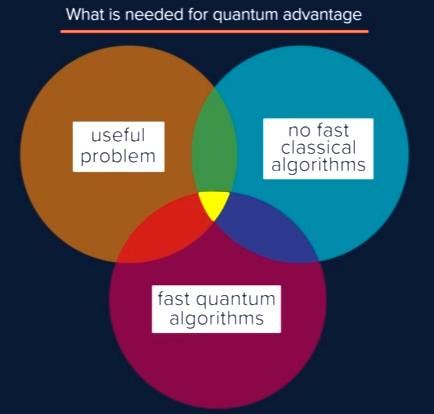 What is needed for quantum advantage
useful
problem
no fast
classical
algorithms
fast quantum
algorithms